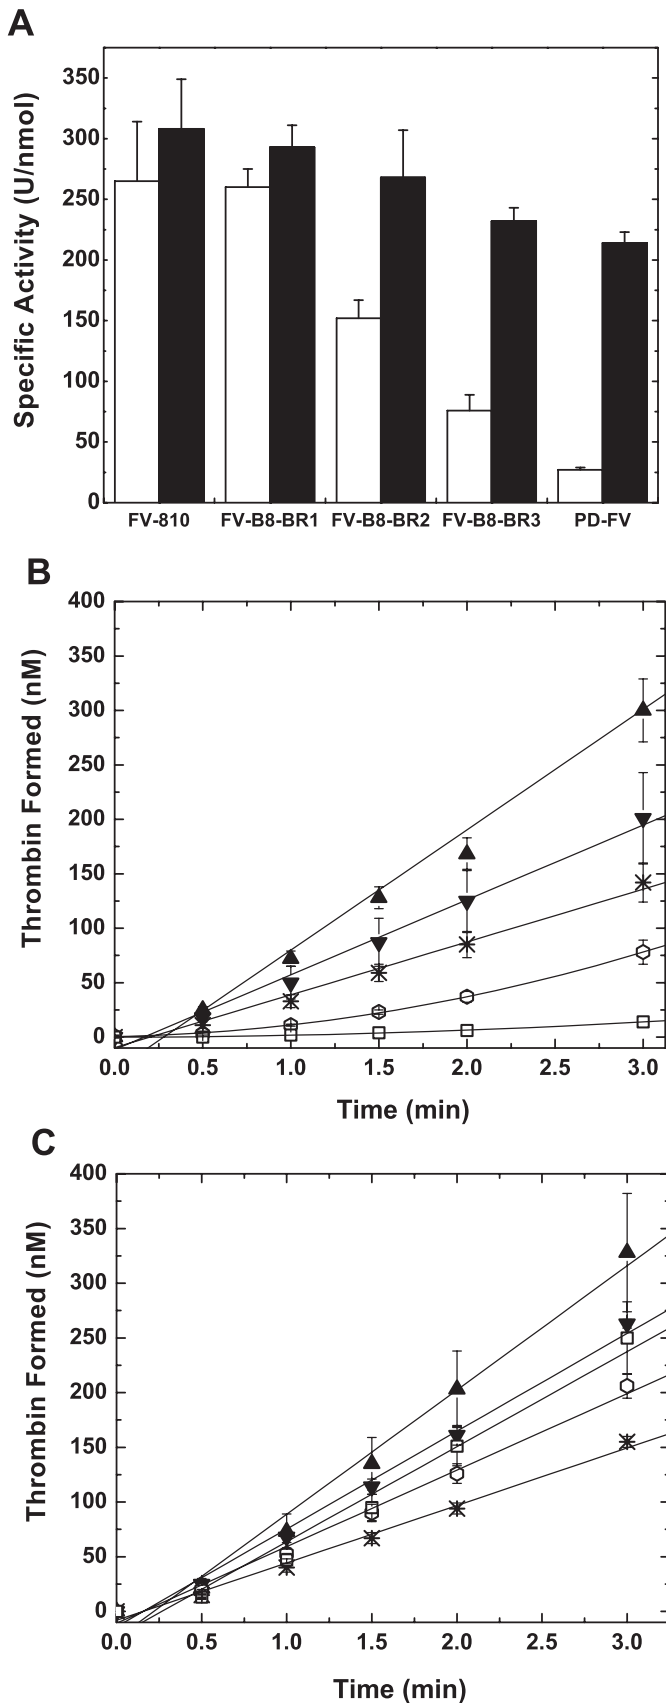 A
Specific Activity (U/nmol)
350
300
250
200
150
100
50
0
FV-810 FV-B8-BR1 FV-B8-BR2 FV-B8-BR3 PD-FV
B
Thrombin Formed (nM)
400
350
300
250
200
150
100
50
0
0.0 0.5 1.0 1.5 2.0 2.5 3.0
Time (min)
C
Thrombin Formed (nM)
400
350
300
250
200
150
100
50
0
0.0 0.5 1.0 1.5 2.0 2.5 3.0
Time (min)